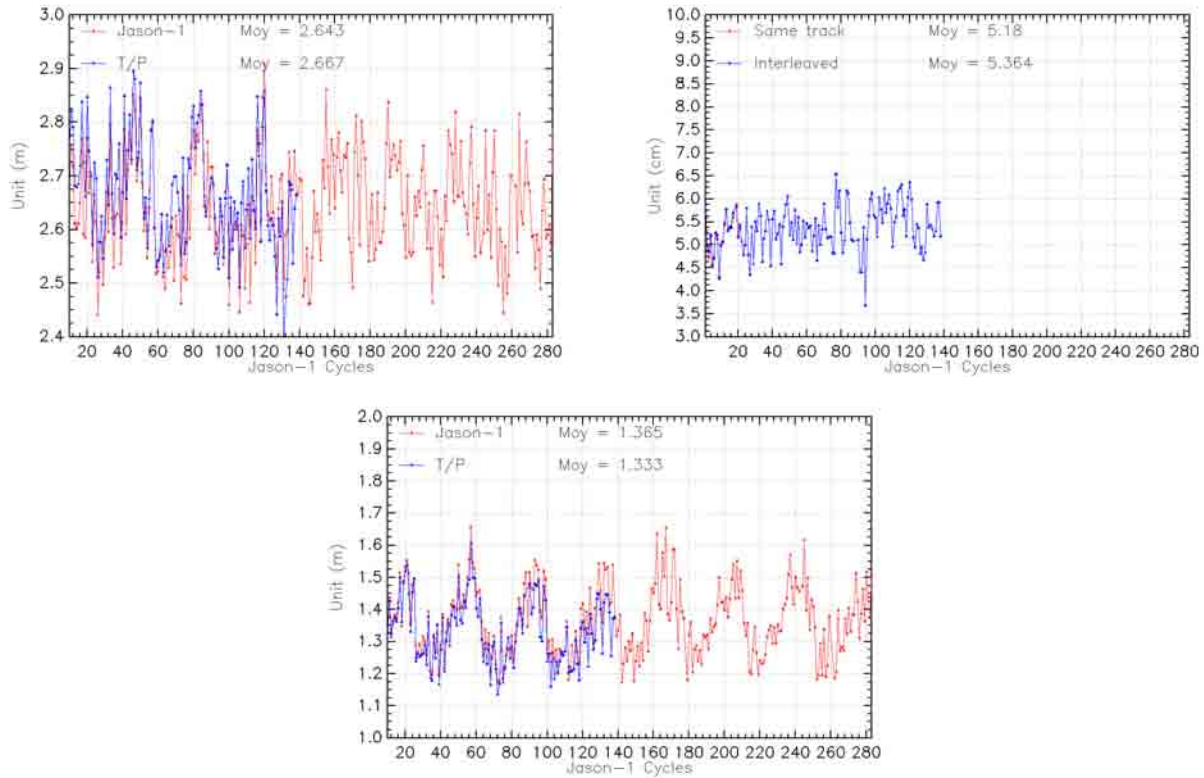 3.0
2.9
2.8
2.7
2.6
2.5
2.4
Unit (m)
Jason-1 Moy = 2.643
T/P Moy = 2.667
20 40 60 80 100 120 140 160 180 200 220 240 260 280
Jason-1 Cycles
10.0
9.5
9.0
8.5
8.0
7.5
7.0
6.5
6.0
5.5
5.0
4.5
4.0
3.5
3.0
Unit (cm)
Same track Moy = 5.18
Interleaved Moy = 5.364
20 40 60 80 100 120 140 160 180 200 220 240 260 280
Jason-1 Cycles
2.0
1.9
1.8
1.7
1.6
1.5
1.4
1.3
1.2
1.1
1.0
Unit (m)
Jason-1 Moy = 1.365
T/P Moy = 1.333
20 40 60 80 100 120 140 160 180 200 220 240 260 280
Jason-1 Cycles